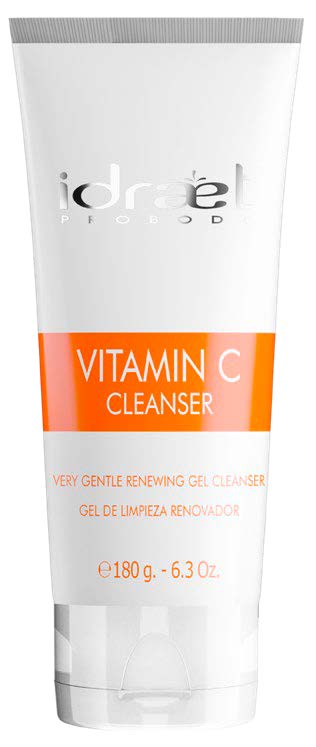 idraet
PROBODY
VITAMIN C
CLEANSER
VERY GENTLE RENEWING GEL CLEANSER
GEL DE LIMPIEZA RENOVADOR
℮180 g. - 6.3 Oz.